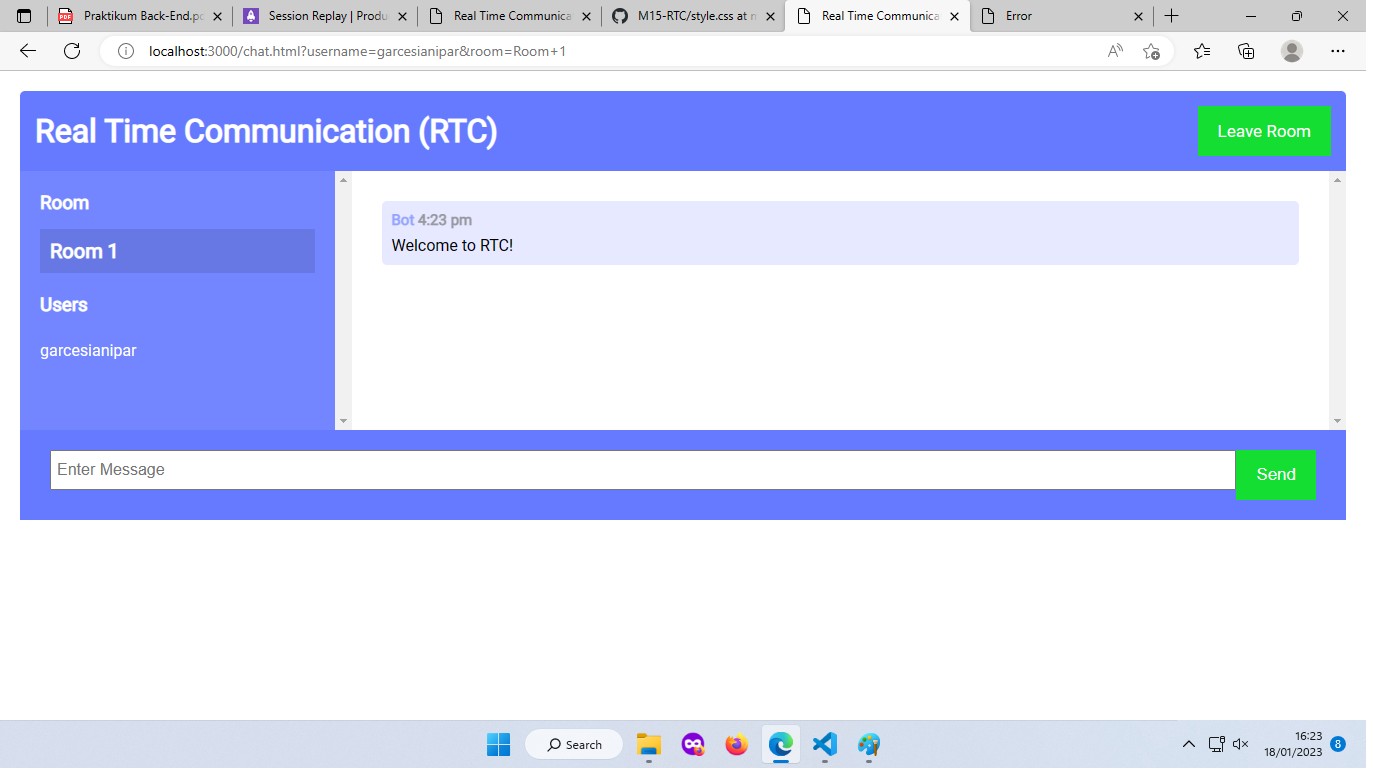 Praktikum Back-End.pd
Session Replay | Produ
Real Time Communica
M15-RTC/style.css at m
Real Time Communica
Error
localhost:3000/chat.html?username=garcesianipar&room=Room+1
Real Time Communication (RTC)
Leave Room
Room
Room 1
Users
garcesianipar
Bot 4:23 pm
Welcome to RTC!
Enter Message
Send
Search
16:23
18/01/2023
8